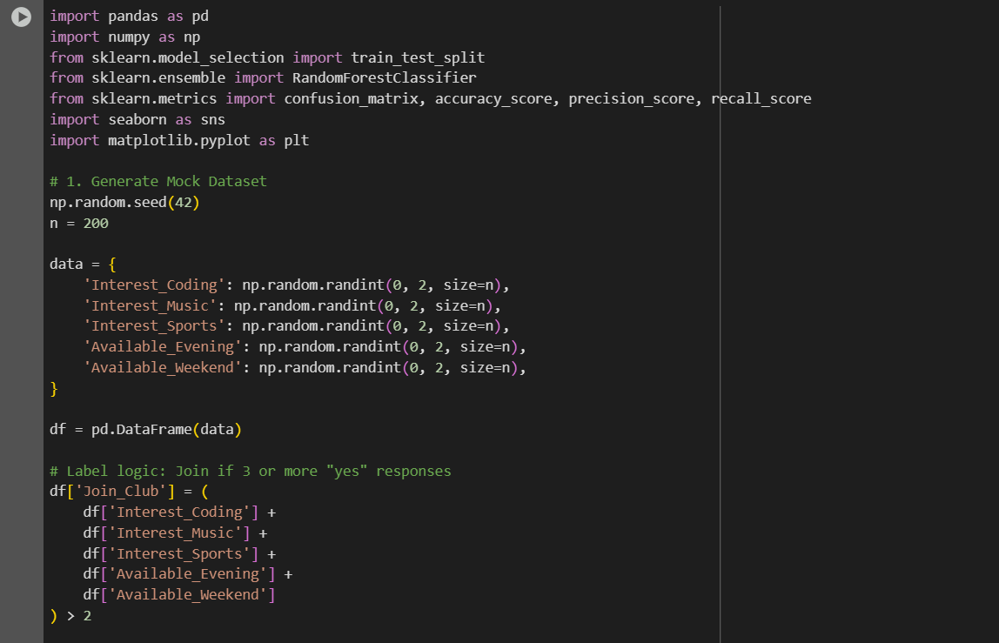 import pandas as pd
import numpy as np
from sklearn.model_selection import train_test_split
from sklearn.ensemble import RandomForestClassifier
from sklearn.metrics import confusion_matrix, accuracy_score, precision_score, recall_score
import seaborn as sns
import matplotlib.pyplot as plt

# 1. Generate Mock Dataset
np.random.seed(42)
n = 200

data = {
    'Interest_Coding': np.random.randint(0, 2, size=n),
    'Interest_Music': np.random.randint(0, 2, size=n),
    'Interest_Sports': np.random.randint(0, 2, size=n),
    'Available_Evening': np.random.randint(0, 2, size=n),
    'Available_Weekend': np.random.randint(0, 2, size=n),
}

df = pd.DataFrame(data)

# Label logic: Join if 3 or more "yes" responses
df['Join_Club'] = (
    df['Interest_Coding'] +
    df['Interest_Music'] +
    df['Interest_Sports'] +
    df['Available_Evening'] +
    df['Available_Weekend']
) > 2